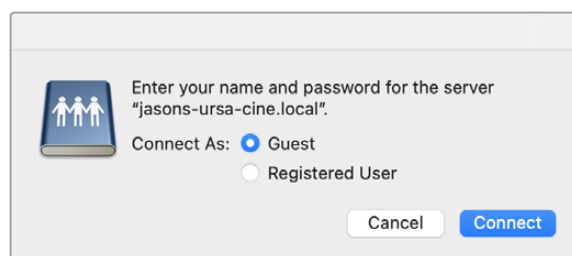 Enter your name and password for the server
“jasons-ursa-cine.local”.
Connect As: Guest
Registered User
Cancel Connect